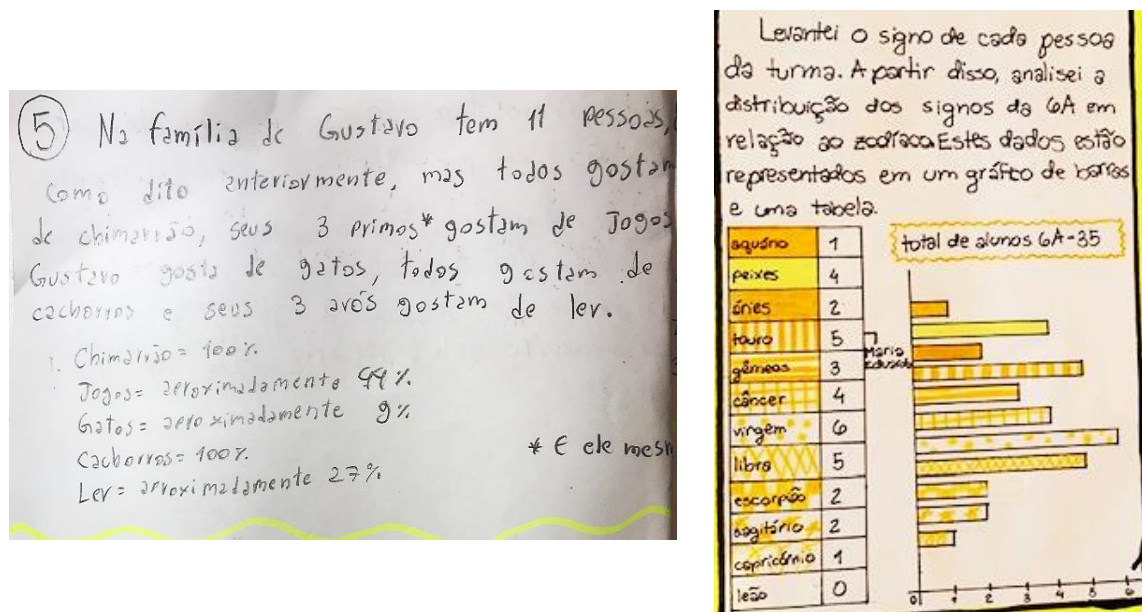 5 Na família de Gustavo tem 11 pessoas,
como dito anteriormente, mas todos gostam
de chimarrão, seus 3 primos* gostam de Jogos
Gustavo gosta de gatos, todos gostam de
cachorros e seus 3 avós gostam de ler.
1. Chimarrão = 100%.
Jogos = aproximadamente %.
Gatos = aproximadamente 9%
Cachorros = 100%.
Ler = aproximadamente 27%
* E ele mesm
Levantei o signo de cada pessoa
da turma. A partir disso, analisei a
distribuição dos signos da 6A em
relação ao zodíaco. Estes dados estão
representados em um gráfico de barras
e uma tabela.
total de alunos 6A-35
aquário 1
peixes 4
áries 2
touro 5
gêmeos 3
câncer 4
virgem 6
libra 5
escorpião 2
sagitário 2
capricórnio 1
leão 0
Maria
Eduarda
0 1 2 3 4 5 6